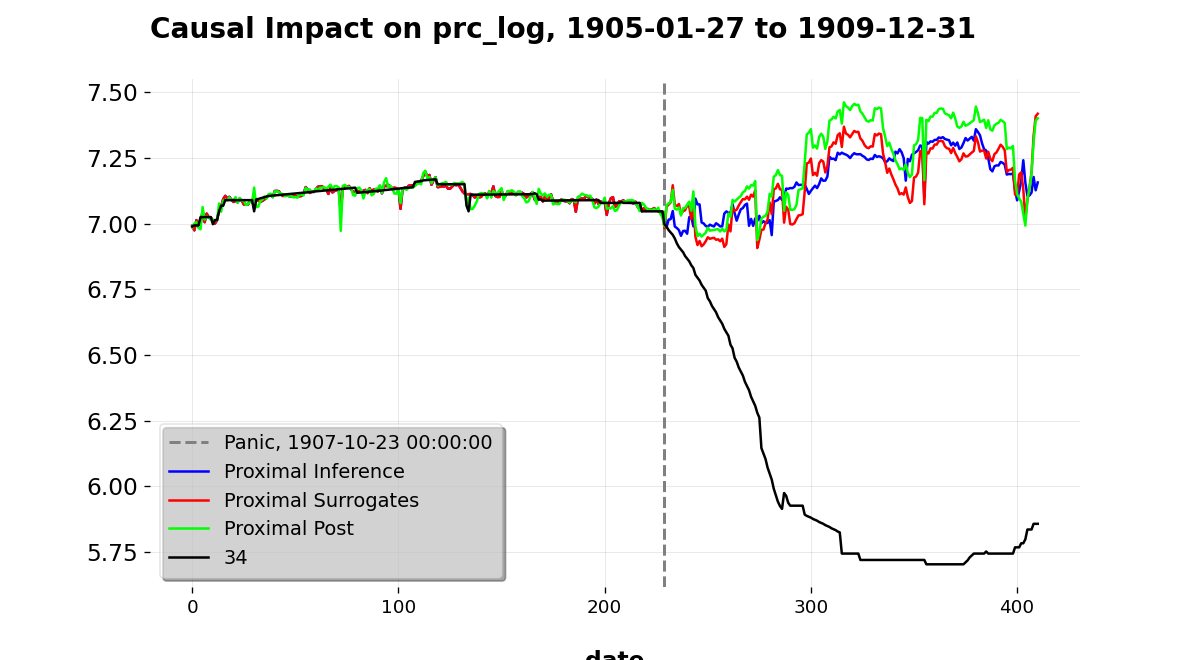 Causal Impact on prc_log, 1905-01-27 to 1909-12-31
7.50
7.25
7.00
6.75
6.50
6.25
6.00
5.75
Panic, 1907-10-23 00:00:00
Proximal Inference
Proximal Surrogates
Proximal Post
34
0
100
200
300
400
date